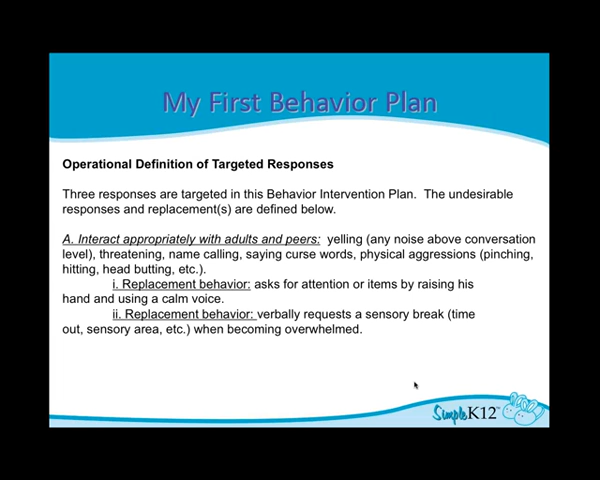 My First Behavior Plan
Operational Definition of Targeted Responses
Three responses are targeted in this Behavior Intervention Plan.  The undesirable
responses and replacement(s) are defined below.
A. Interact appropriately with adults and peers:  yelling (any noise above conversation
level), threatening, name calling, saying curse words, physical aggressions (pinching,
hitting, head butting, etc.).
i. Replacement behavior: asks for attention or items by raising his
hand and using a calm voice.
ii. Replacement behavior: verbally requests a sensory break (time
out, sensory area, etc.) when becoming overwhelmed.
SimpleK12™